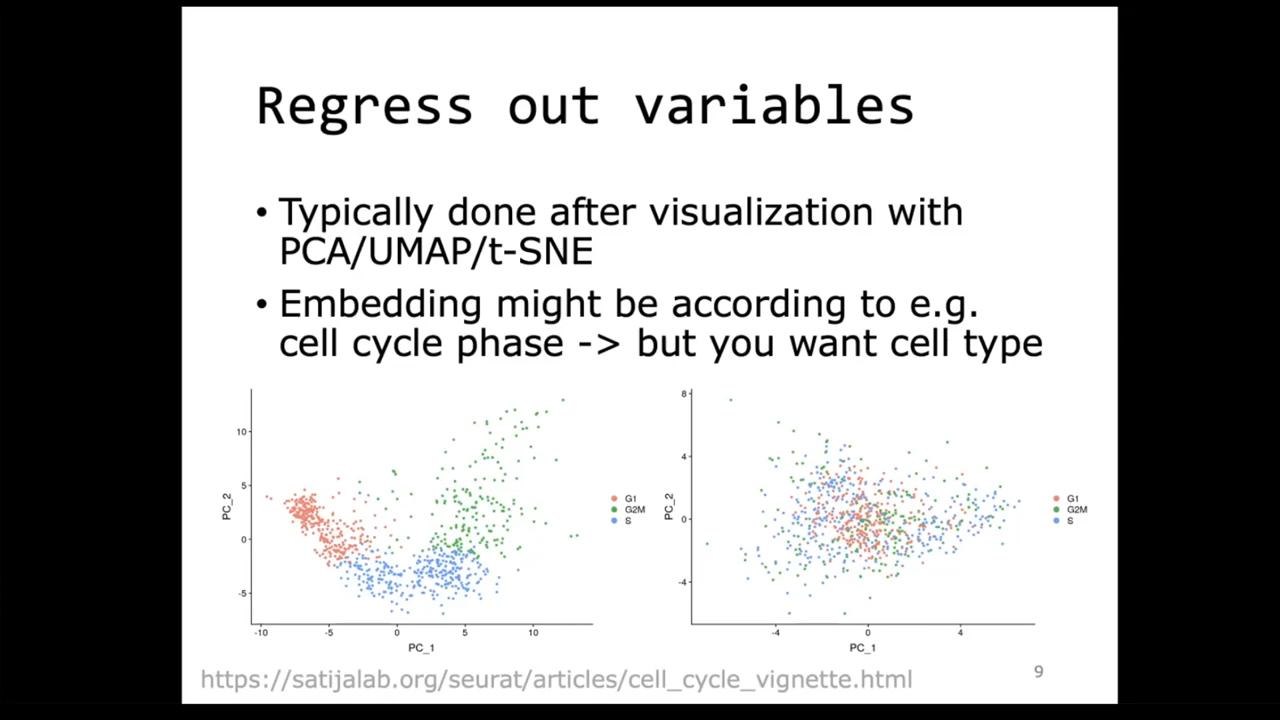 Regress out variables
• Typically done after visualization with
PCA/UMAP/t-SNE
• Embedding might be according to e.g.
cell cycle phase -> but you want cell type
10
5
0
-5
PC_2
-10
-5
0
5
10
PC_1
G1
G2M
S
8
4
0
-4
PC_2
-4
0
4
PC_1
G1
G2M
S
https://satijalab.org/seurat/articles/cell_cycle_vignette.html
9